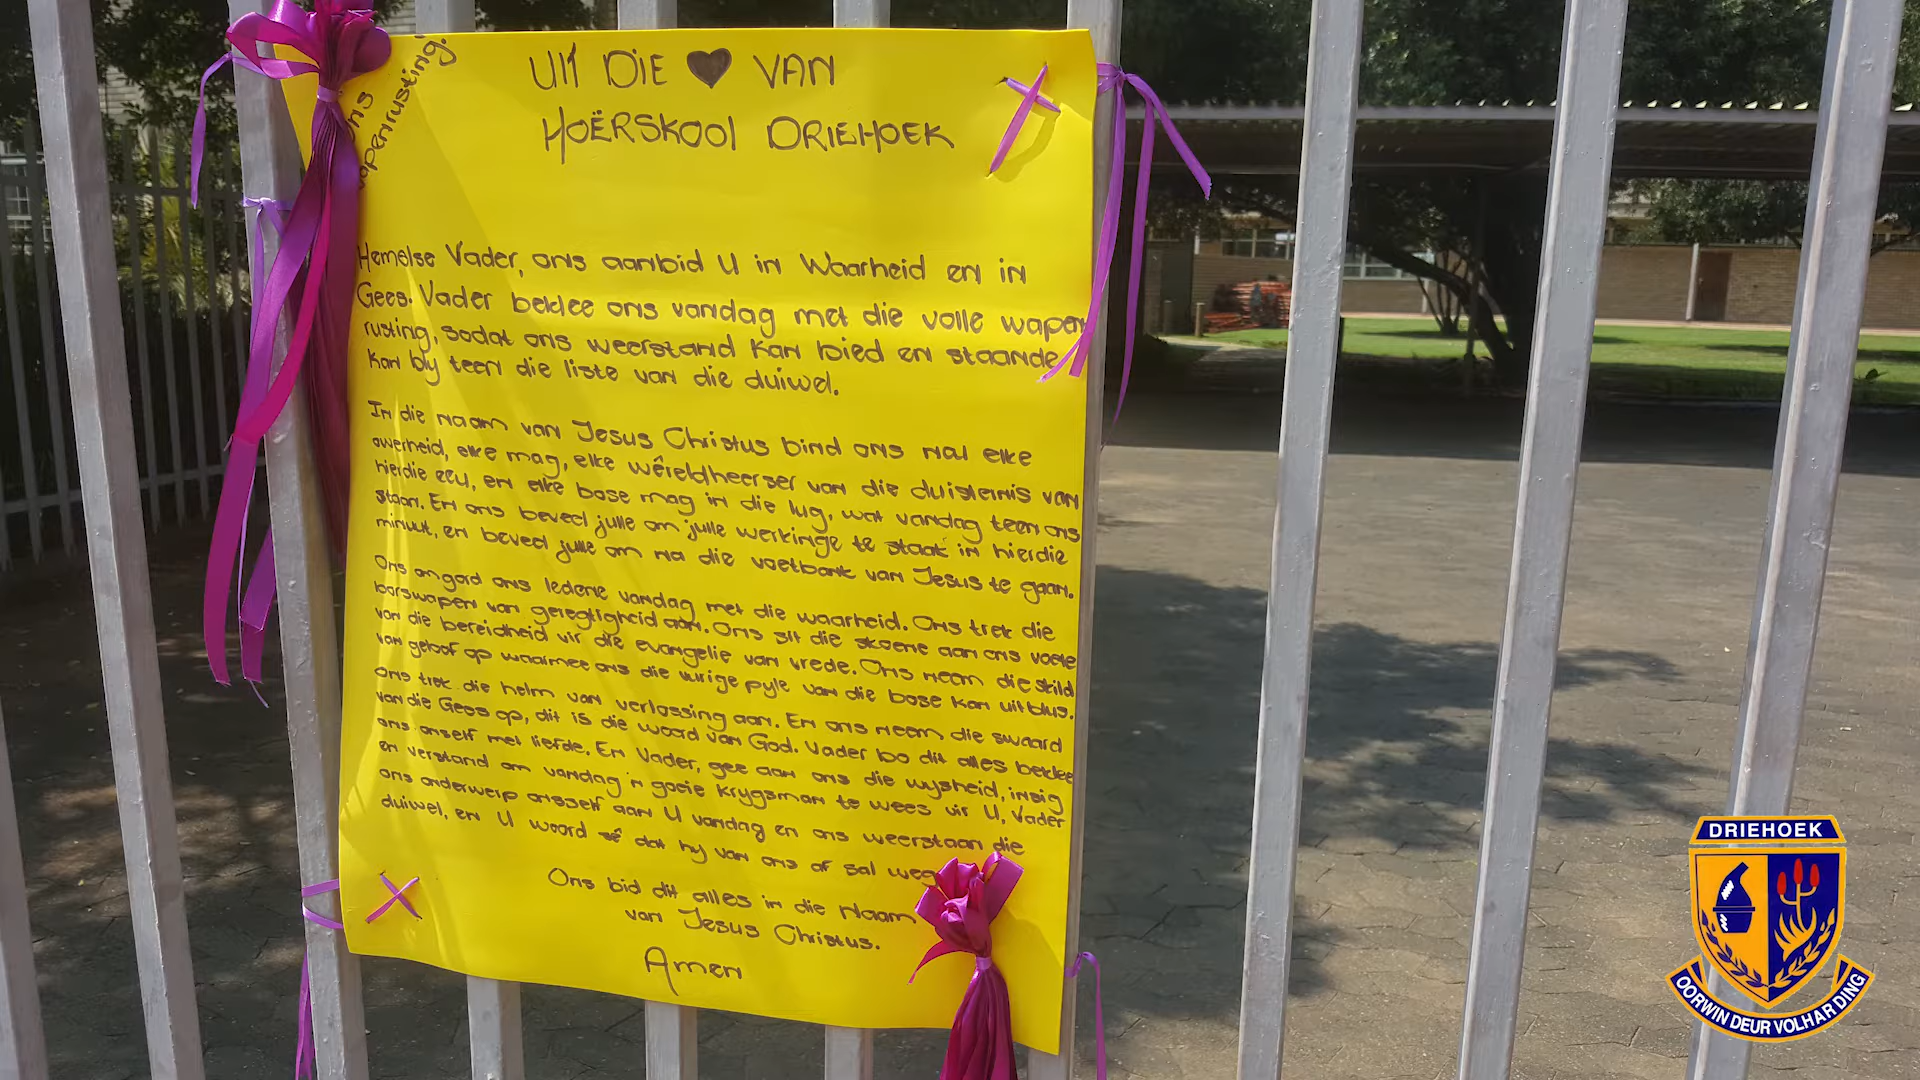 Ons
wapenrusting.
UIT DIE ♥ VAN
HOËRSKOOL DRIEHOEK
Hemelse Vader, ons aanbid U in Waarheid en in
Gees. Vader beklee ons vandag met die volle wapen
rusting, sodat ons weerstand kan bied en staande
kan bly teen die liste van die duiwel.
In die naam van Jesus Christus bind ons nal elke
owerheid, elke mag, elke wêreldheerser van die duisternis van
hierdie eeu, en elke bose mag in die lug, wat vandag teen ons
staan. En ons beveel julle om julle werkinge te staak in hierdie
minuut, en beveel julle om na die voetbank van Jesus te gaan.
Ons omgord ons ledene vandag met die waarheid. Ons trek die
borswapen van geregtigheid aan. Ons sit die skoene aan ons voete
van die bereidheid vir die evangelie van vrede. Ons neem die skild
van geloof op waarmee ons die vurige pyle van die bose kan uitblus.
Ons trek die helm van verlossing aan. En ons neem die swaard
van die Gees op, dit is die woord van God. Vader bo dit alles beklee
ons onself met liefde. En Vader, gee aan ons die wysheid, insig
en verstand om vandag 'n goeie krygsman te wees vir U, Vader
ons onderwerp onsself aan U vandag en ons weerstaan die
duiwel, en U woord sê dat hy van ons af sal weg
Ons bid dit alles in die Naam
van Jesus Christus.
Amen
DRIEHOEK
OORWIN DEUR VOLHARDING